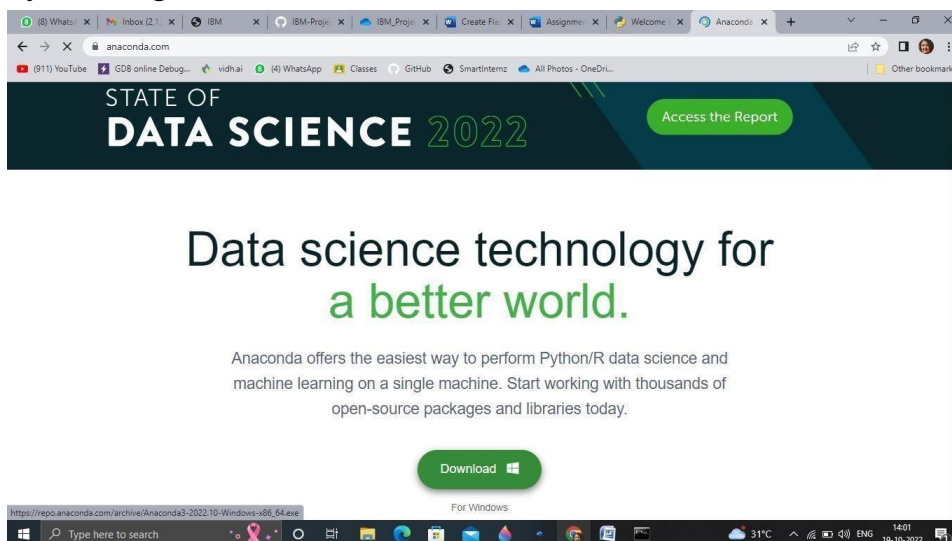 (8) WhatsA
Inbox (2,1
IBM
IBM-Proje
IBM_Proje
Create Flas
Assignmen
Welcome t
Anaconda
anaconda.com
(911) YouTube
GDB online Debug...
vidh.ai
(4) WhatsApp
Classes
GitHub
SmartInternz
All Photos - OneDri...
Other bookmark
STATE OF
DATA SCIENCE 2022
Access the Report
Data science technology for
a better world.
Anaconda offers the easiest way to perform Python/R data science and
machine learning on a single machine. Start working with thousands of
open-source packages and libraries today.
Download
For Windows
https://repo.anaconda.com/archive/Anaconda3-2022.10-Windows-x86_64.exe
Type here to search
31°C
ENG
14:01
19-10-2022